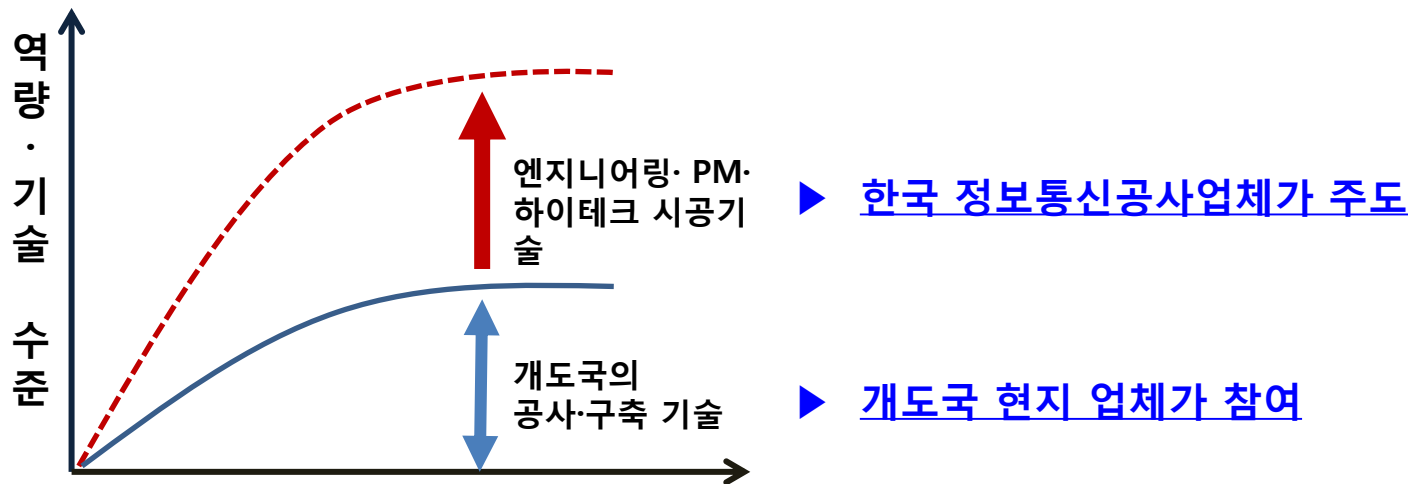 역량·기술 수준
엔지니어링· PM·
하이테크 시공기
술
▶ 한국 정보통신공사업체가 주도
개도국의
공사·구축 기술
▶ 개도국 현지 업체가 참여